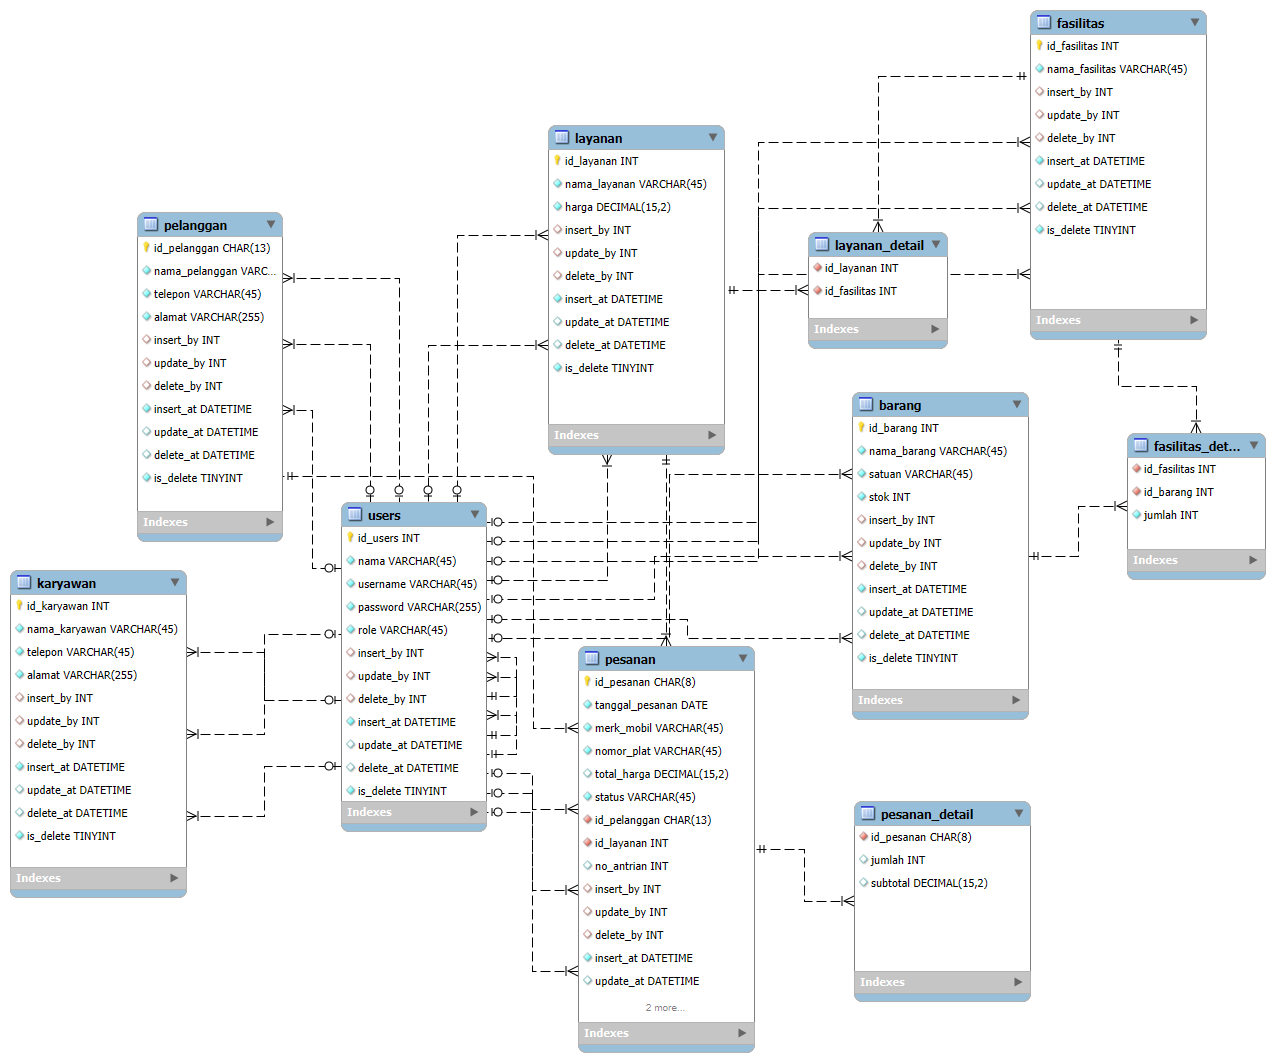 fasilitas
id_fasilitas INT
nama_fasilitas VARCHAR(45)
insert_by INT
update_by INT
delete_by INT
insert_at DATETIME
update_at DATETIME
delete_at DATETIME
is_delete TINYINT
Indexes
layanan
id_layanan INT
nama_layanan VARCHAR(45)
harga DECIMAL(15,2)
insert_by INT
update_by INT
delete_by INT
insert_at DATETIME
update_at DATETIME
delete_at DATETIME
is_delete TINYINT
Indexes
pelanggan
id_pelanggan CHAR(13)
nama_pelanggan VARC...
telepon VARCHAR(45)
alamat VARCHAR(255)
insert_by INT
update_by INT
delete_by INT
insert_at DATETIME
update_at DATETIME
delete_at DATETIME
is_delete TINYINT
Indexes
layanan_detail
id_layanan INT
id_fasilitas INT
Indexes
barang
id_barang INT
nama_barang VARCHAR(45)
satuan VARCHAR(45)
stok INT
insert_by INT
update_by INT
delete_by INT
insert_at DATETIME
update_at DATETIME
delete_at DATETIME
is_delete TINYINT
Indexes
fasilitas_det...
id_fasilitas INT
id_barang INT
jumlah INT
Indexes
users
id_users INT
nama VARCHAR(45)
username VARCHAR(45)
password VARCHAR(255)
role VARCHAR(45)
insert_by INT
update_by INT
delete_by INT
insert_at DATETIME
update_at DATETIME
delete_at DATETIME
is_delete TINYINT
Indexes
karyawan
id_karyawan INT
nama_karyawan VARCHAR(45)
telepon VARCHAR(45)
alamat VARCHAR(255)
insert_by INT
update_by INT
delete_by INT
insert_at DATETIME
update_at DATETIME
delete_at DATETIME
is_delete TINYINT
Indexes
pesanan
id_pesanan CHAR(8)
tanggal_pesanan DATE
merk_mobil VARCHAR(45)
nomor_plat VARCHAR(45)
total_harga DECIMAL(15,2)
status VARCHAR(45)
id_pelanggan CHAR(13)
id_layanan INT
no_antrian INT
insert_by INT
update_by INT
delete_by INT
insert_at DATETIME
update_at DATETIME
2 more...
Indexes
pesanan_detail
id_pesanan CHAR(8)
jumlah INT
subtotal DECIMAL(15,2)
Indexes